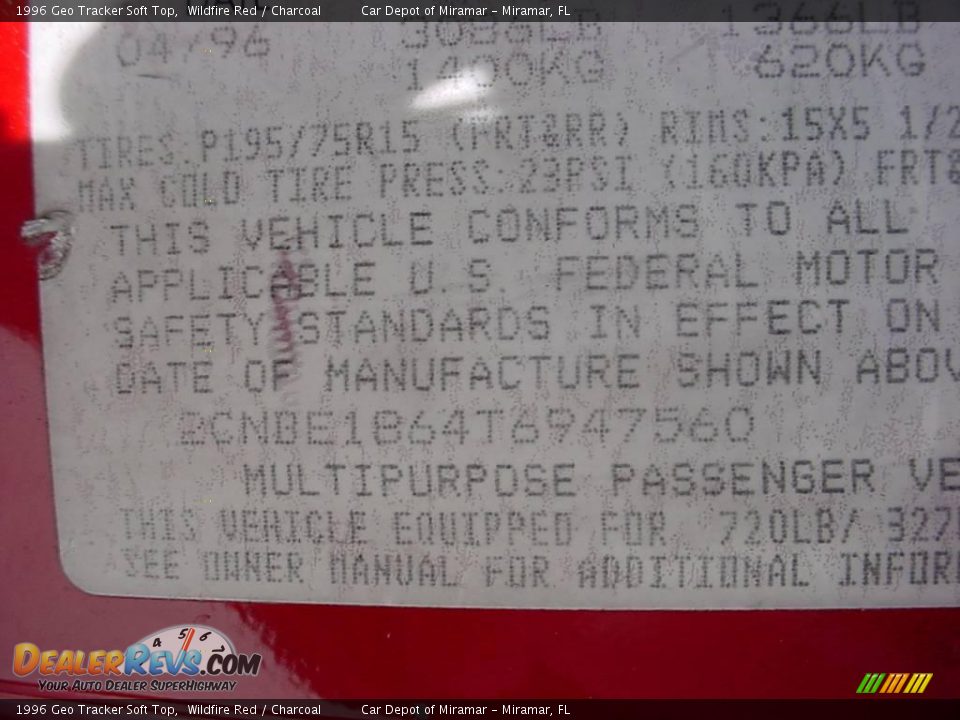 1996 Geo Tracker Soft Top,  Wildfire Red / Charcoal          Car Depot of Miramar - Miramar, FL
04/96 3086LB 1366LB
1400KG 620KG
TIRES:P195/75R15 (FRT&RR) RIMS:15X5 1/2
MAX COLD TIRE PRESS:23PSI (160KPA) FRT&
THIS VEHICLE CONFORMS TO ALL
APPLICABLE U.S. FEDERAL MOTOR
SAFETY STANDARDS IN EFFECT ON
DATE OF MANUFACTURE SHOWN ABOV
2CNBE1864T6947560
MULTIPURPOSE PASSENGER VE
THIS VEHICLE EQUIPPED FOR 720LB/ 327
SEE OWNER MANUAL FOR ADDITIONAL INFOR
4 5 6
DEALERREVS.COM
YOUR AUTO DEALER SUPERHIGHWAY
1996 Geo Tracker Soft Top,  Wildfire Red / Charcoal          Car Depot of Miramar - Miramar, FL